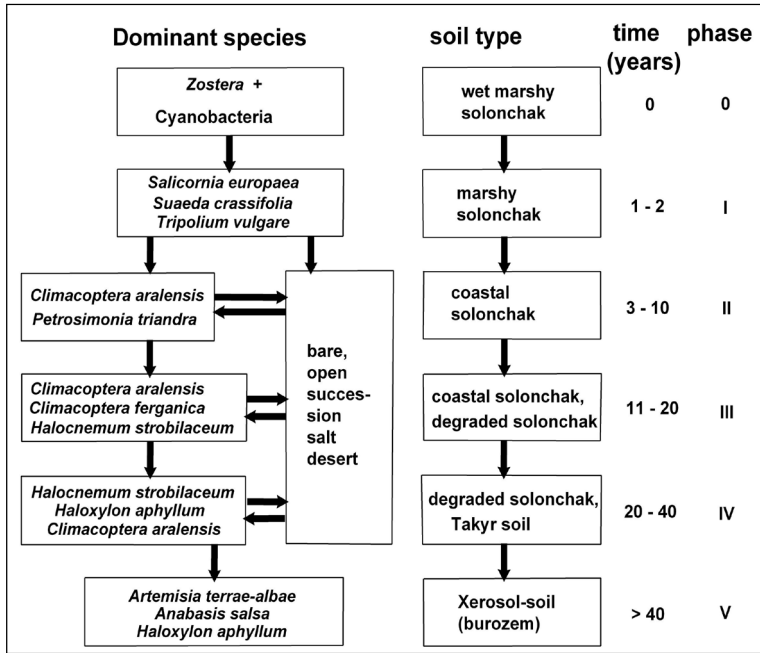 Dominant species
soil type
time
(years)
phase
Zostera +
Cyanobacteria
wet marshy
solonchak
0
0
Salicornia europaea
Suaeda crassifolia
Tripolium vulgare
marshy
solonchak
1 - 2
I
Climacoptera aralensis
Petrosimonia triandra
bare,
open
succes-
sion
salt
desert
coastal
solonchak
3 - 10
II
Climacoptera aralensis
Climacoptera ferganica
Halocnemum strobilaceum
coastal solonchak,
degraded solonchak
11 - 20
III
Halocnemum strobilaceum
Haloxylon aphyllum
Climacoptera aralensis
degraded solonchak,
Takyr soil
20 - 40
IV
Artemisia terrae-albae
Anabasis salsa
Haloxylon aphyllum
Xerosol-soil
(burozem)
> 40
V